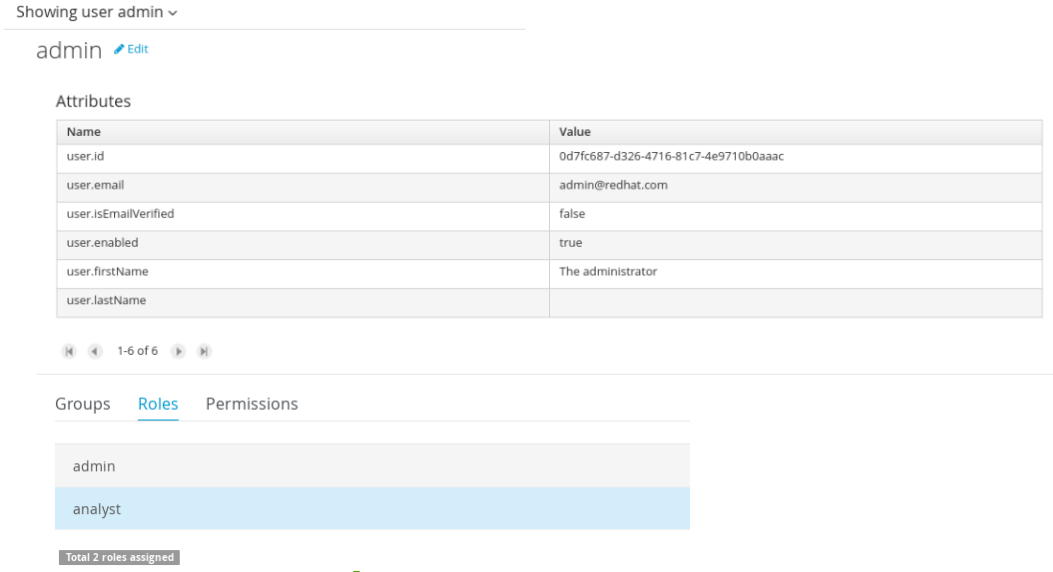 Showing user admin
admin Edit
Attributes
Name Value
user.id 0d7fc687-d326-4716-81c7-4e9710b0aaac
user.email admin@redhat.com
user.isEmailVerified false
user.enabled true
user.firstName The administrator
user.lastName
1-6 of 6
Groups Roles Permissions
admin
analyst
Total 2 roles assigned